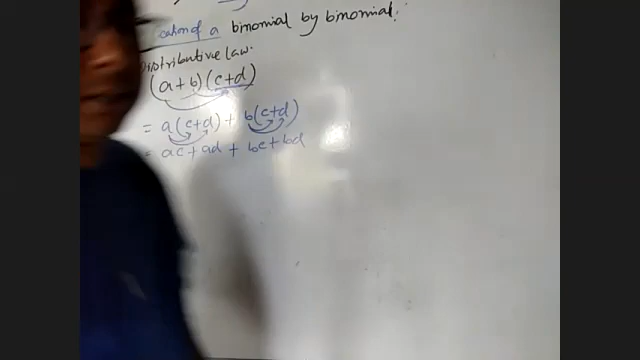 cation of a binomial by binomial.
Distributive law.
(a+b)(c+d)
= a(c+d) + b(c+d)
= ac+ad + bc+bd